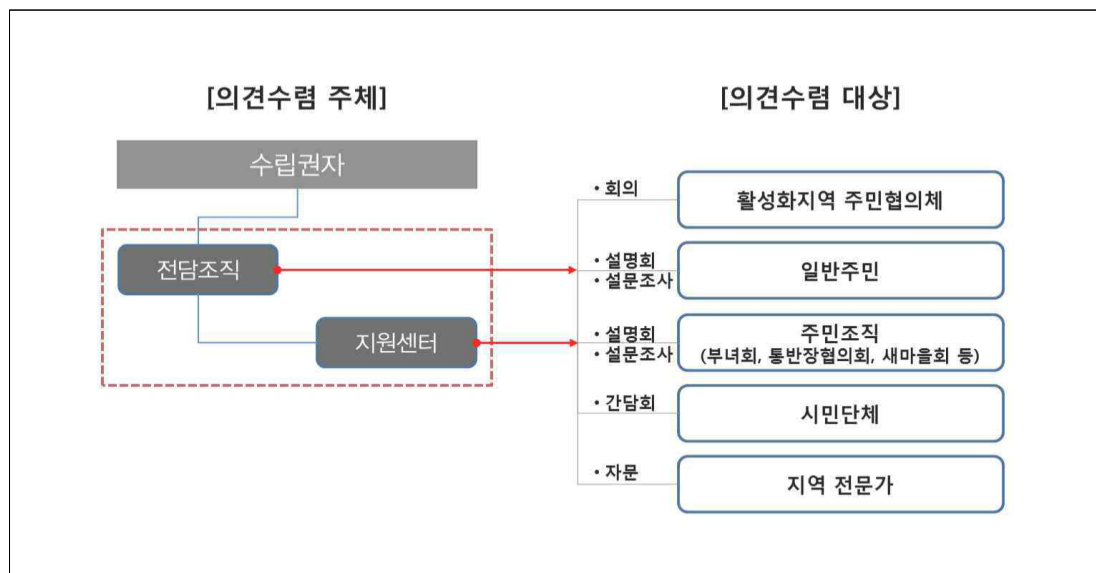 [의견수렴 주체]
수립권자
전담조직
지원센터
[의견수렴 대상]
• 회의
활성화지역 주민협의체
• 설명회
• 설문조사
일반주민
• 설명회
• 설문조사
주민조직
(부녀회, 통반장협의회, 새마을회 등)
• 간담회
시민단체
• 자문
지역 전문가